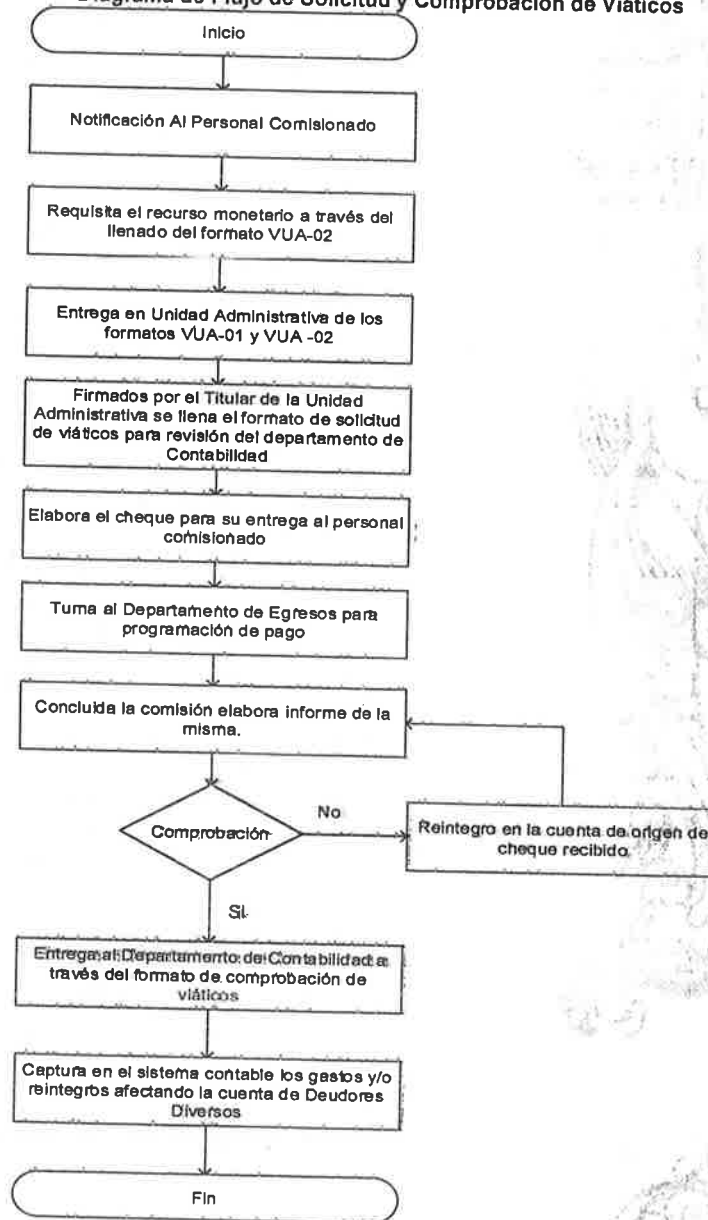 Diagrama de Flujo de Solicitud y Comprobación de Viáticos
Inicio
Notificación Al Personal Comisionado
Requisita el recurso monetario a través del
llenado del formato VUA-02
Entrega en Unidad Administrativa de los
formatos VUA-01 y VUA -02
Firmados por el Titular de la Unidad
Administrativa se llena el formato de solicitud
de viáticos para revisión del departamento de
Contabilidad
Elabora el cheque para su entrega al personal
comisionado
Turna al Departamento de Egresos para
programación de pago
Concluida la comisión elabora informe de la
misma.
Comprobación
No
Reintegro en la cuenta de origen de
cheque recibido.
Si
Entrega al Departamento de Contabilidad a
través del formato de comprobación de
viáticos
Captura en el sistema contable los gastos y/o
reintegros afectando la cuenta de Deudores
Diversos
Fin